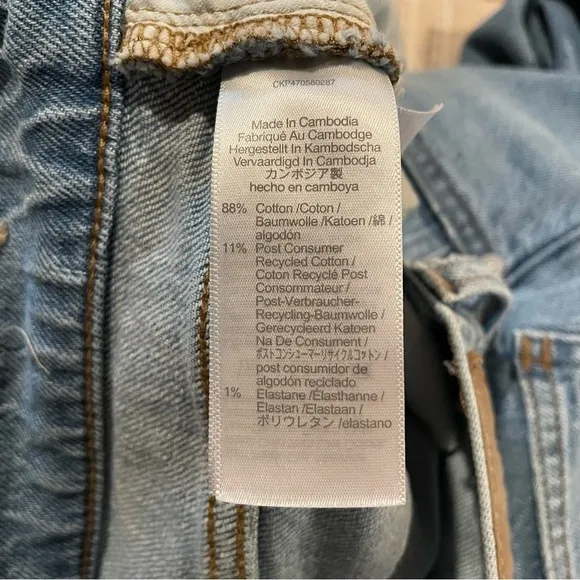 CKP470580287
Made In Cambodia
Fabriqué Au Cambodge
Hergestellt In Kambodscha
Vervaardigd In Cambodja
カンボジア製
hecho en camboya
88% Cotton /Coton /
Baumwolle /Katoen /綿 /
algodón
11% Post Consumer
Recycled Cotton /
Coton Recyclé Post
Consommateur /
Post-Verbraucher-
Recycling-Baumwolle /
Gerecycleerd Katoen
Na De Consument /
ポストコンシューマーリサイクルコットン /
post consumidor de
algodón reciclado
1% Elastane /Élasthanne /
Elastan /Elastaan /
ポリウレタン /elastano